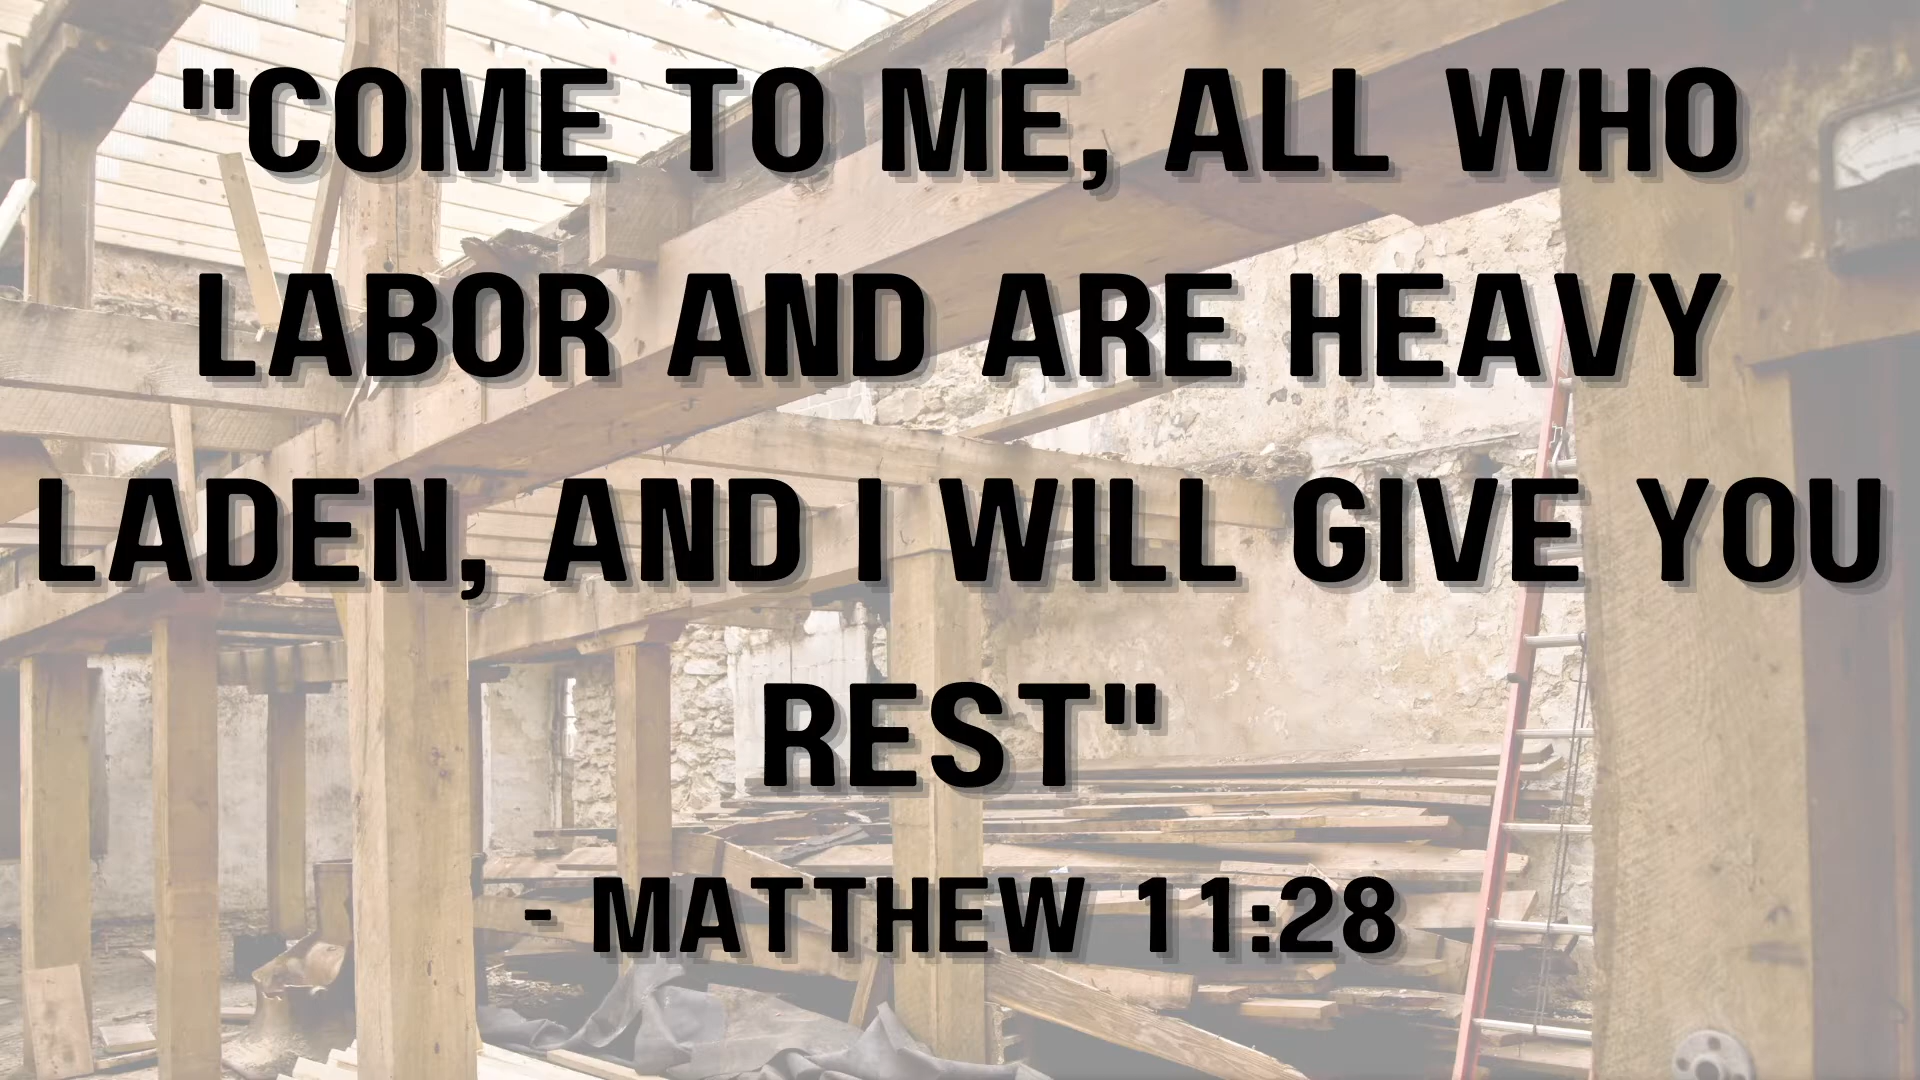 "COME TO ME, ALL WHO
LABOR AND ARE HEAVY
LADEN, AND I WILL GIVE YOU
REST"
- MATTHEW 11:28